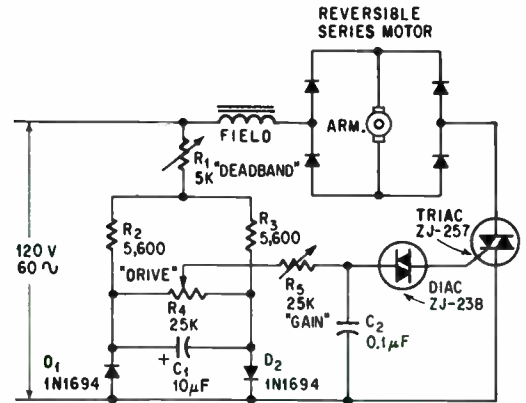 REVERSIBLE
SERIES MOTOR
FIELD
ARM.
R1
5K "DEADBAND"
R2
5,600
R3
5,600
TRIAC
ZJ-257
120 V
60 ∿
"DRIVE"
R4
25K
R5
25K
"GAIN"
DIAC
ZJ-238
C2
0.1µF
+ C1
10µF
D1
1N1694
D2
1N1694